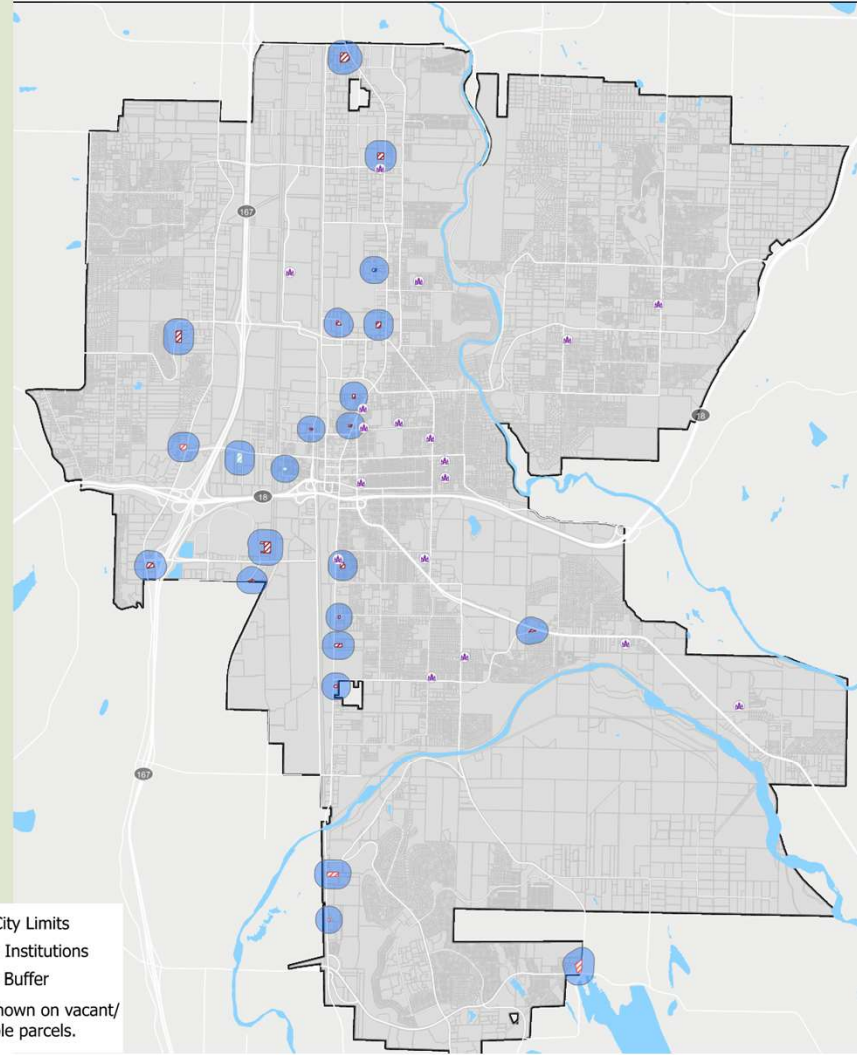 167
18
18
167
City Limits
Institutions
Buffer
hown on vacant/
le parcels.